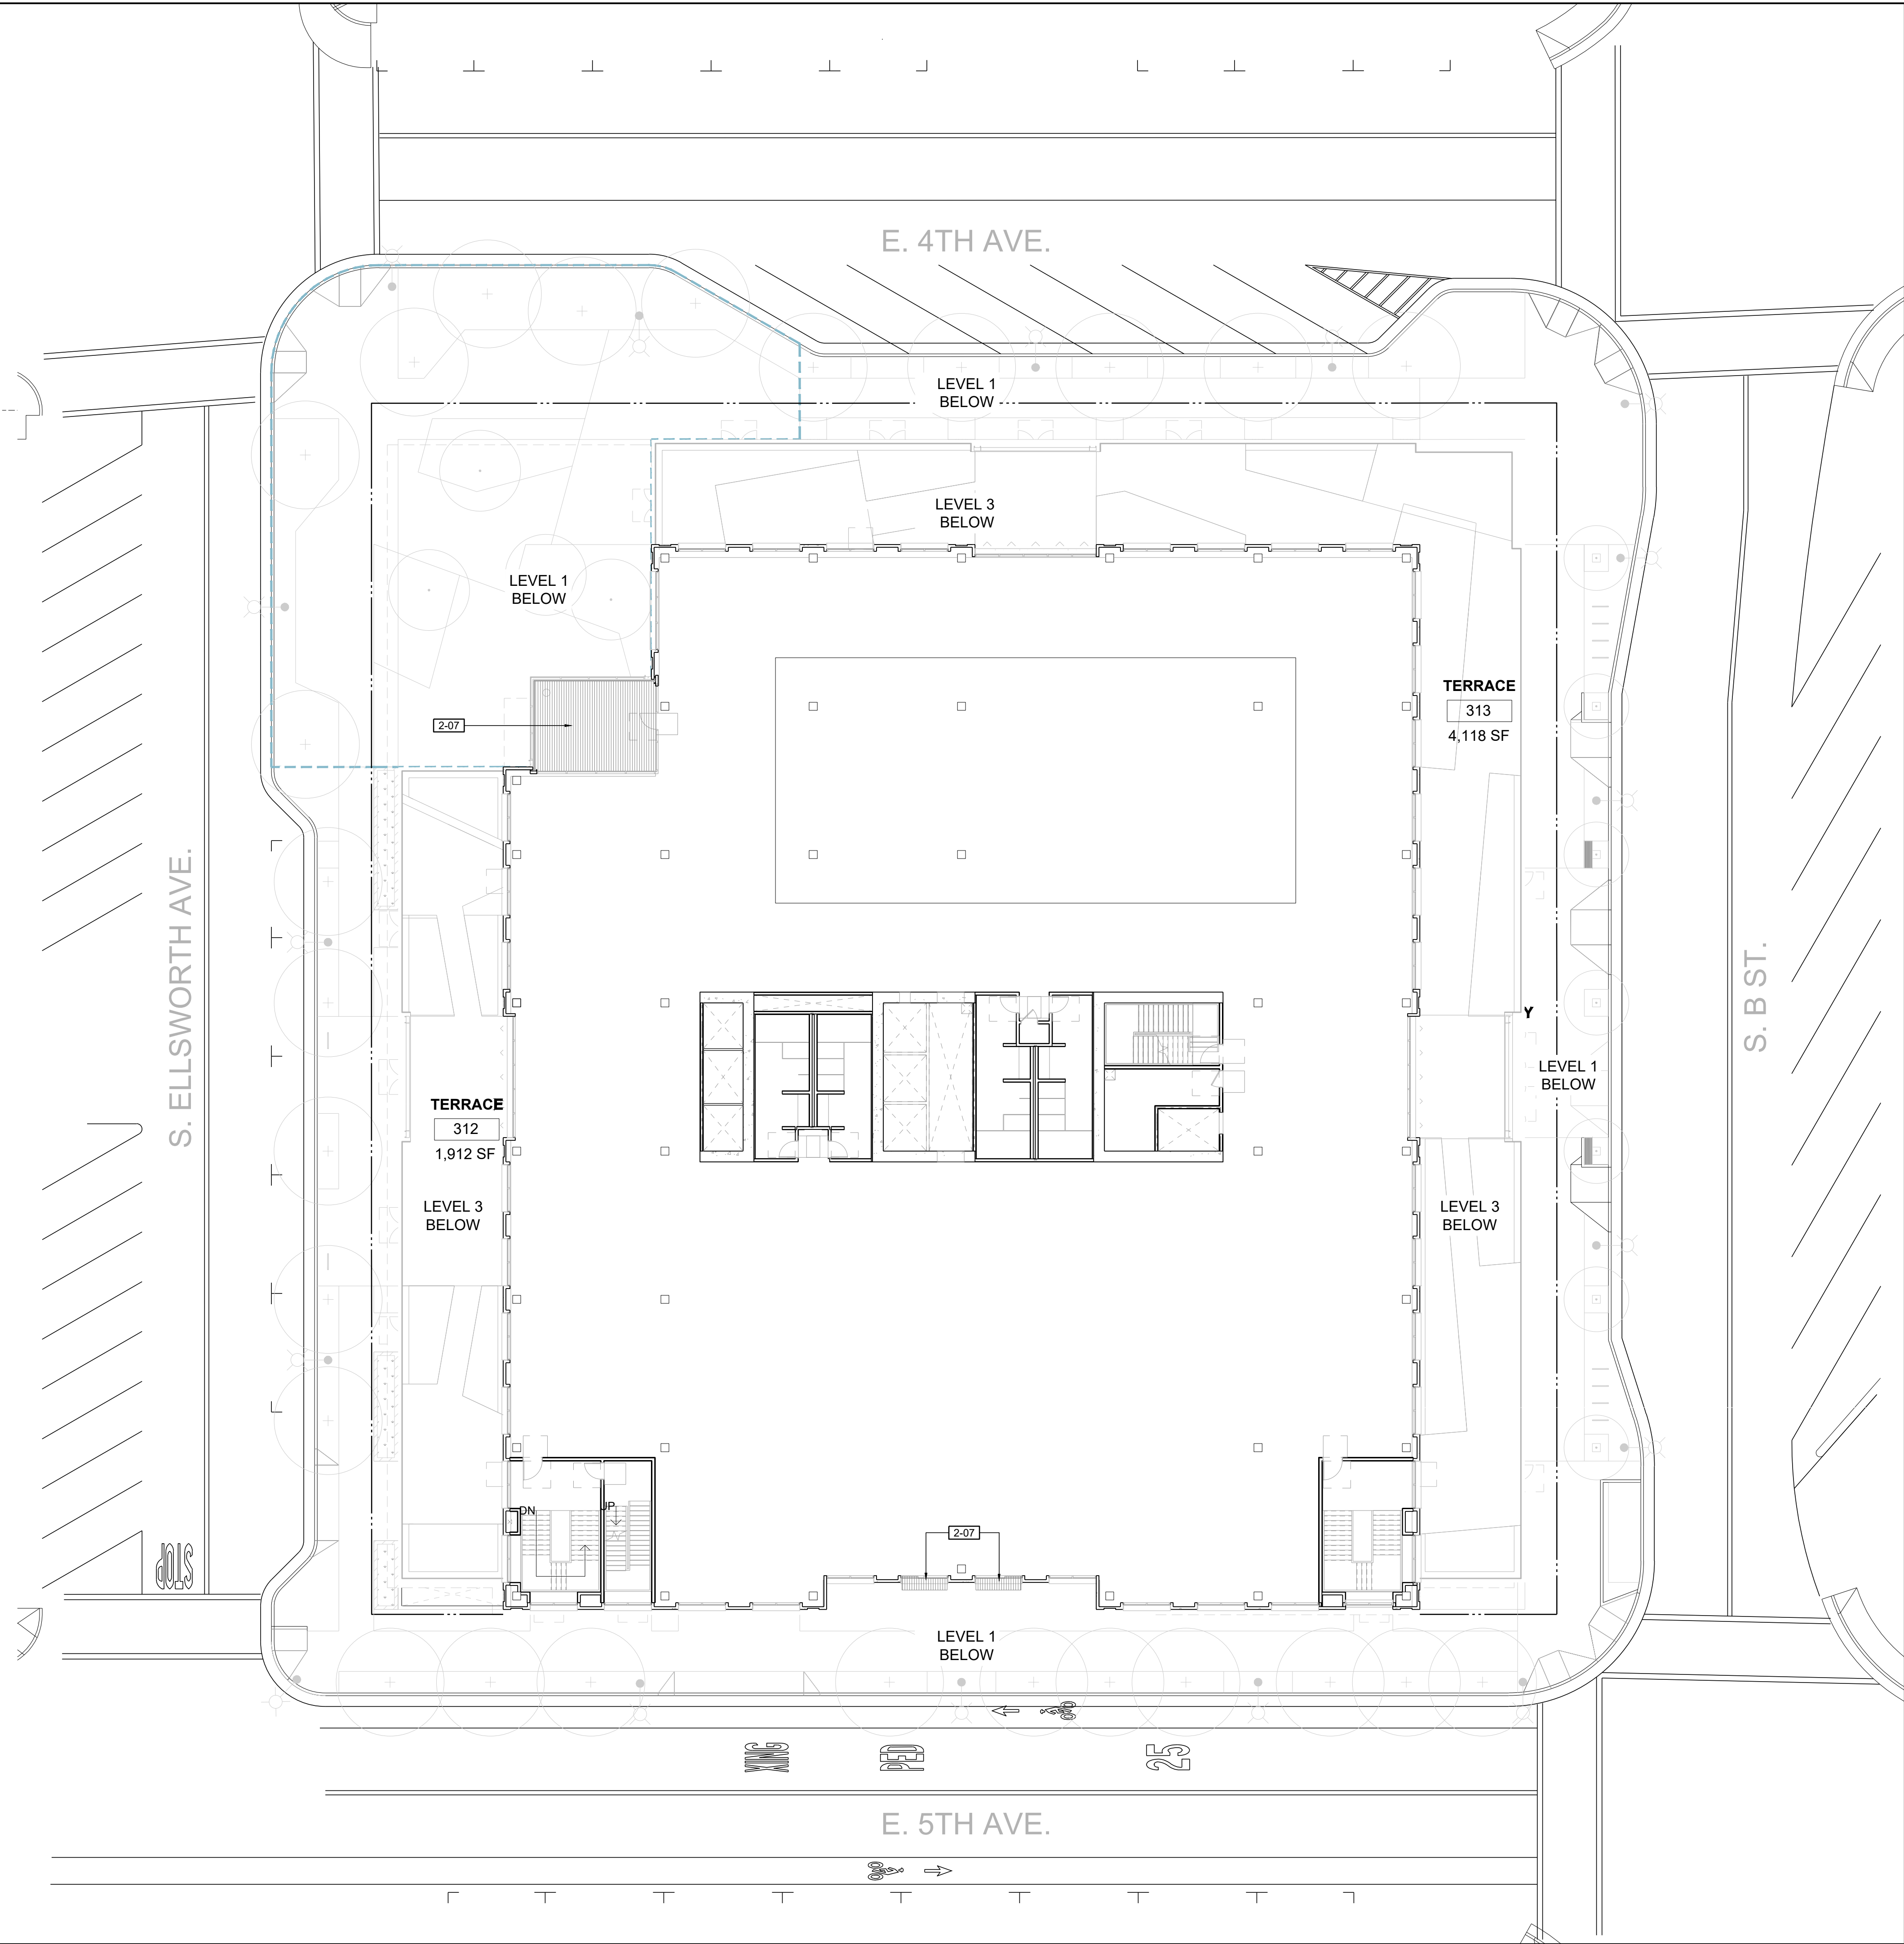 E. 4TH AVE.
LEVEL 1
BELOW
LEVEL 3
BELOW
LEVEL 1
BELOW
TERRACE
313
4,118 SF
2-07
S. ELLSWORTH AVE.
S. B ST.
Y
LEVEL 1
BELOW
TERRACE
312
1,912 SF
LEVEL 3
BELOW
LEVEL 3
BELOW
DN
UP
2-07
STOP
LEVEL 1
BELOW
XING
PED
25
E. 5TH AVE.